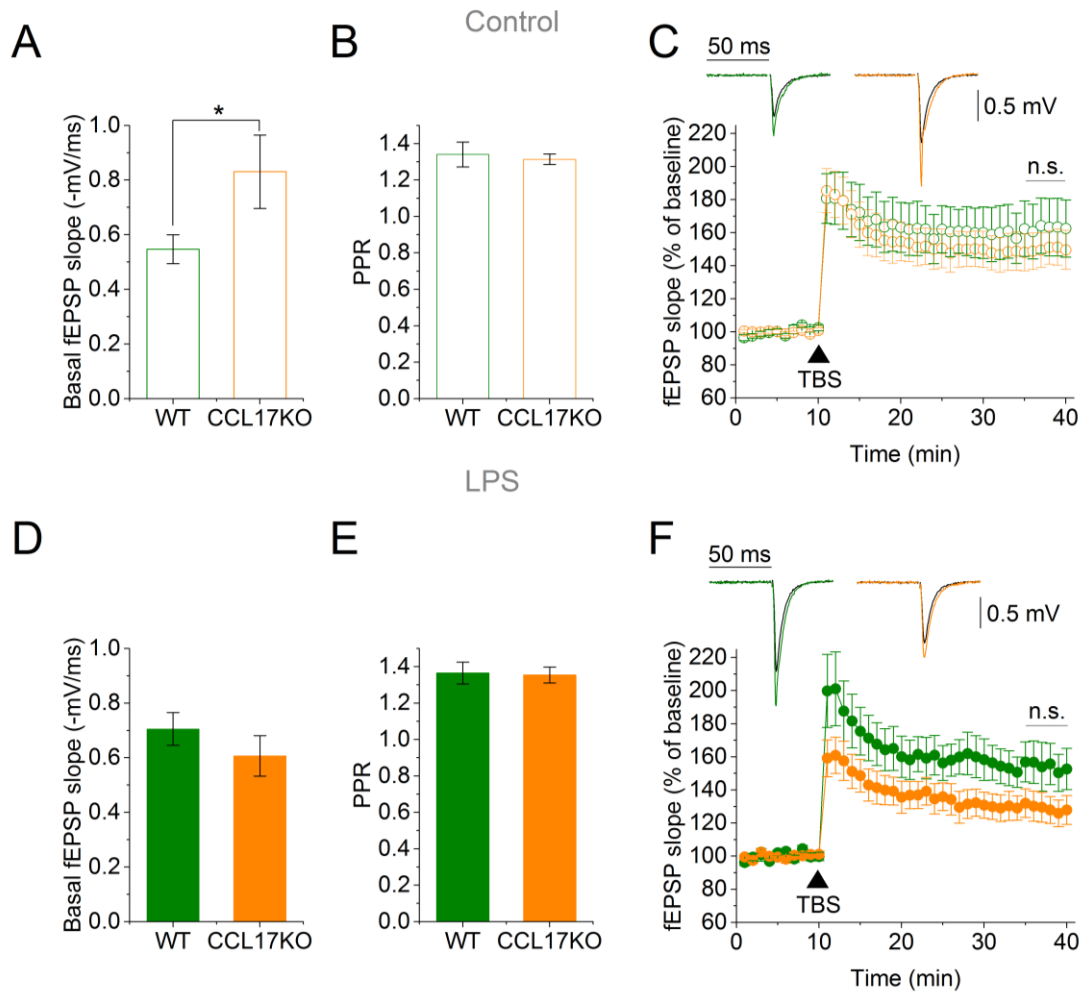 Control
A
B
C
50 ms
0.5 mV
*
n.s.
Basal fEPSP slope (-mV/ms)
1.0
0.8
0.6
0.4
0.2
0.0
WT CCL17KO
PPR
1.4
1.2
1.0
0.8
0.6
0.4
0.2
0.0
WT CCL17KO
fEPSP slope (% of baseline)
220
200
180
160
140
120
100
80
60
TBS
0 10 20 30 40
Time (min)
LPS
D
E
F
50 ms
0.5 mV
n.s.
Basal fEPSP slope (-mV/ms)
1.0
0.8
0.6
0.4
0.2
0.0
WT CCL17KO
PPR
1.4
1.2
1.0
0.8
0.6
0.4
0.2
0.0
WT CCL17KO
fEPSP slope (% of baseline)
220
200
180
160
140
120
100
80
60
TBS
0 10 20 30 40
Time (min)